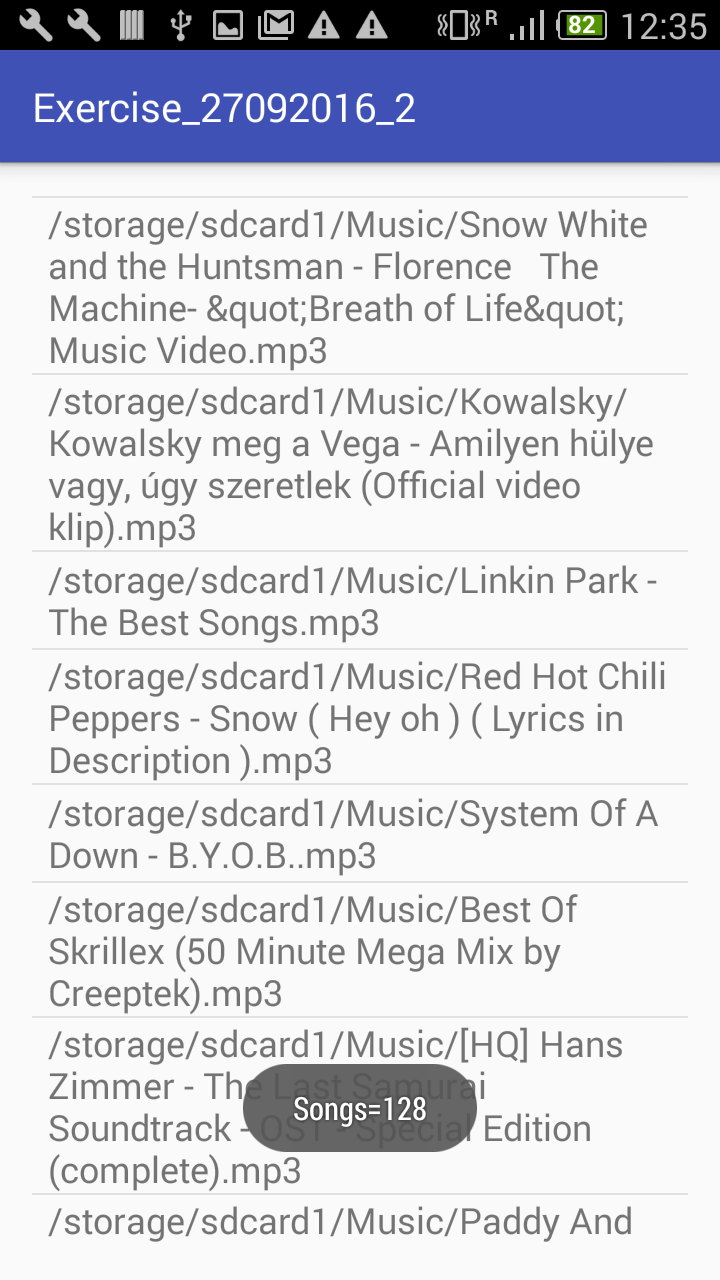 R 82 12:35
Exercise_27092016_2
/storage/sdcard1/Music/Snow White
and the Huntsman - Florence   The
Machine- &quot;Breath of Life&quot;
Music Video.mp3
/storage/sdcard1/Music/Kowalsky/
Kowalsky meg a Vega - Amilyen hülye
vagy, úgy szeretlek (Official video
klip).mp3
/storage/sdcard1/Music/Linkin Park -
The Best Songs.mp3
/storage/sdcard1/Music/Red Hot Chili
Peppers - Snow ( Hey oh ) ( Lyrics in
Description ).mp3
/storage/sdcard1/Music/System Of A
Down - B.Y.O.B..mp3
/storage/sdcard1/Music/Best Of
Skrillex (50 Minute Mega Mix by
Creeptek).mp3
/storage/sdcard1/Music/[HQ] Hans
Zimmer - The Last Samurai
Songs=128
Soundtrack - OST - Special Edition
(complete).mp3
/storage/sdcard1/Music/Paddy And